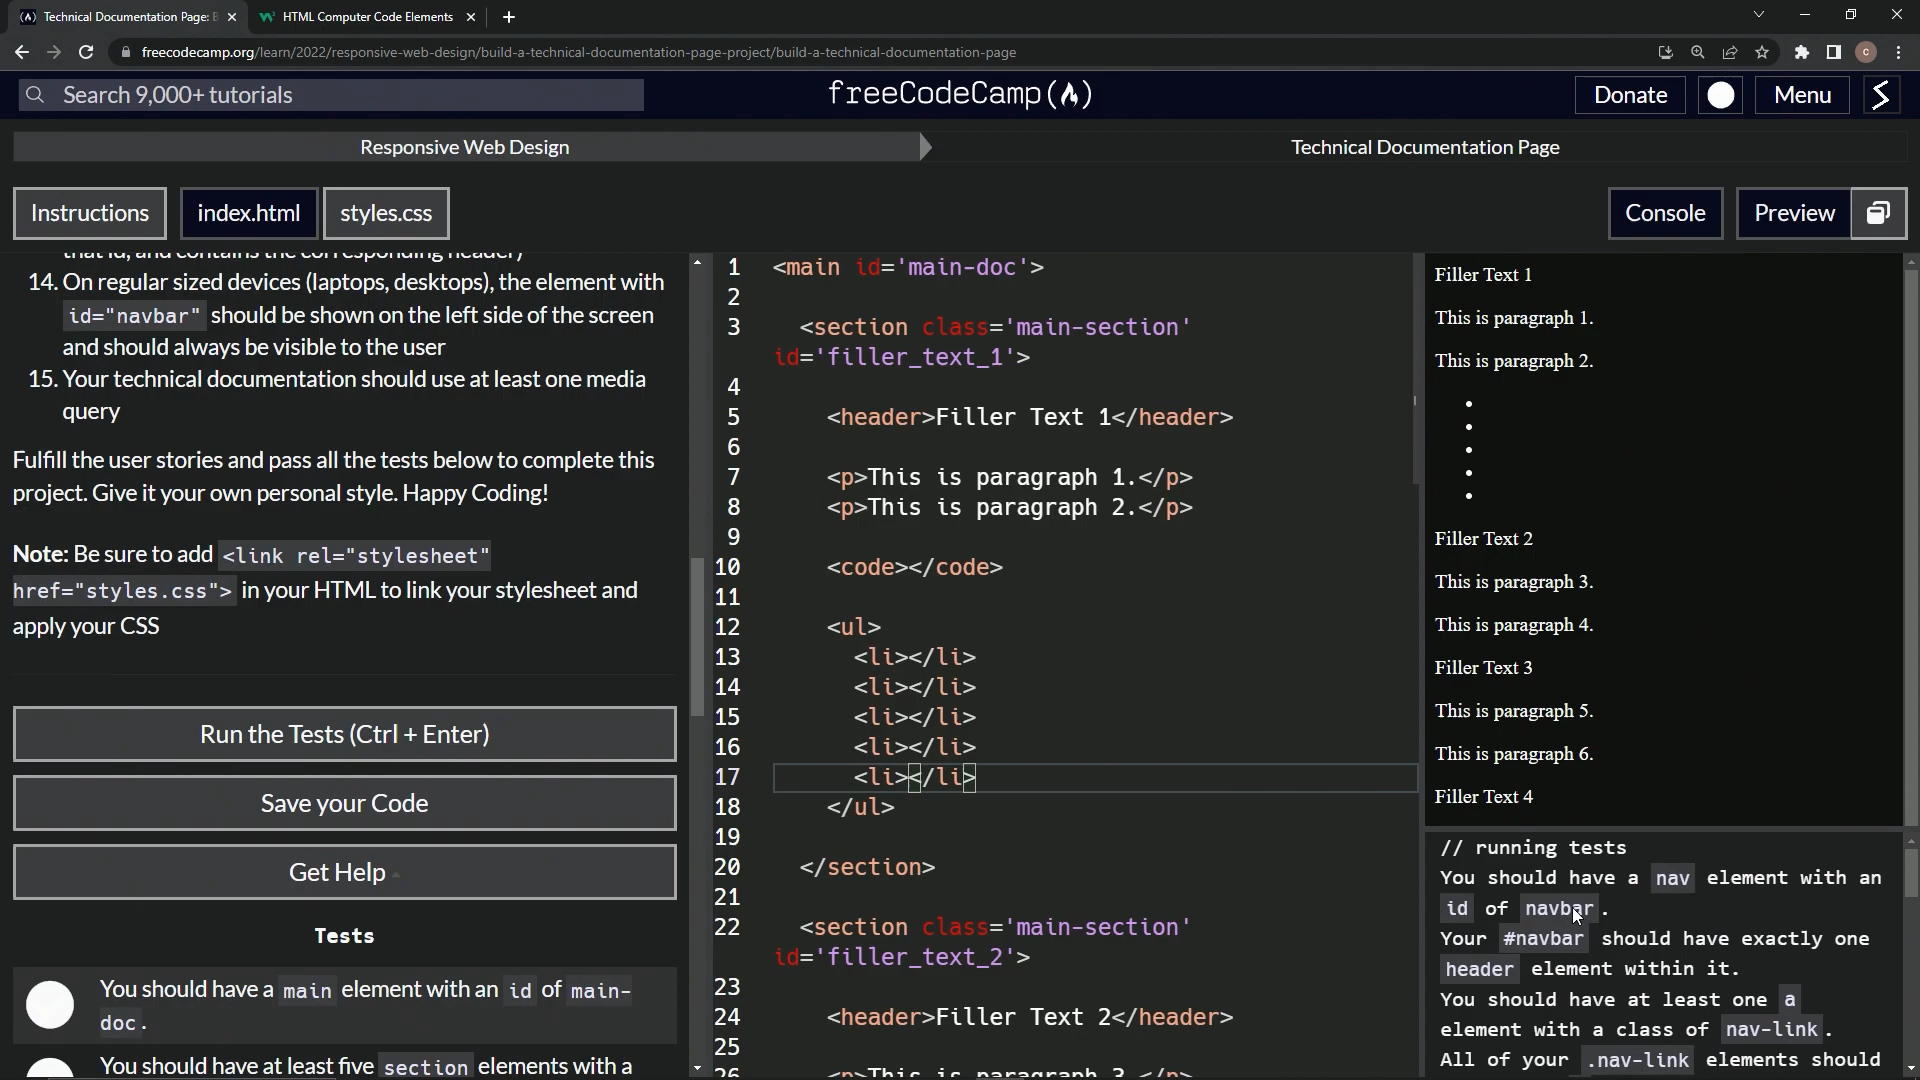 Technical Documentation Page: B
HTML Computer Code Elements
freecodecamp.org/learn/2022/responsive-web-design/build-a-technical-documentation-page-project/build-a-technical-documentation-page
C
Search 9,000+ tutorials
freeCodeCamp
Donate
Menu
Responsive Web Design
Technical Documentation Page
Instructions
index.html
styles.css
Console
Preview
that id, and contains the corresponding header)
14. On regular sized devices (laptops, desktops), the element with
id="navbar" should be shown on the left side of the screen
and should always be visible to the user
15. Your technical documentation should use at least one media
query
Fulfill the user stories and pass all the tests below to complete this
project. Give it your own personal style. Happy Coding!
Note: Be sure to add <link rel="stylesheet"
href="styles.css"> in your HTML to link your stylesheet and
apply your CSS
Run the Tests (Ctrl + Enter)
Save your Code
Get Help
Tests
You should have a main element with an id of main-
doc.
You should have at least five section elements with a
1 <main id='main-doc'>
2
3 <section class='main-section'
id='filler_text_1'>
4
5 <header>Filler Text 1</header>
6
7 <p>This is paragraph 1.</p>
8 <p>This is paragraph 2.</p>
9
10 <code></code>
11
12 <ul>
13 <li></li>
14 <li></li>
15 <li></li>
16 <li></li>
17 <li></li>
18 </ul>
19
20 </section>
21
22 <section class='main-section'
id='filler_text_2'>
23
24 <header>Filler Text 2</header>
25
26 <p>This is paragraph 3.</p>
Filler Text 1
This is paragraph 1.
This is paragraph 2.
Filler Text 2
This is paragraph 3.
This is paragraph 4.
Filler Text 3
This is paragraph 5.
This is paragraph 6.
Filler Text 4
// running tests
You should have a nav element with an
id of navbar.
Your #navbar should have exactly one
header element within it.
You should have at least one a
element with a class of nav-link.
All of your .nav-link elements should